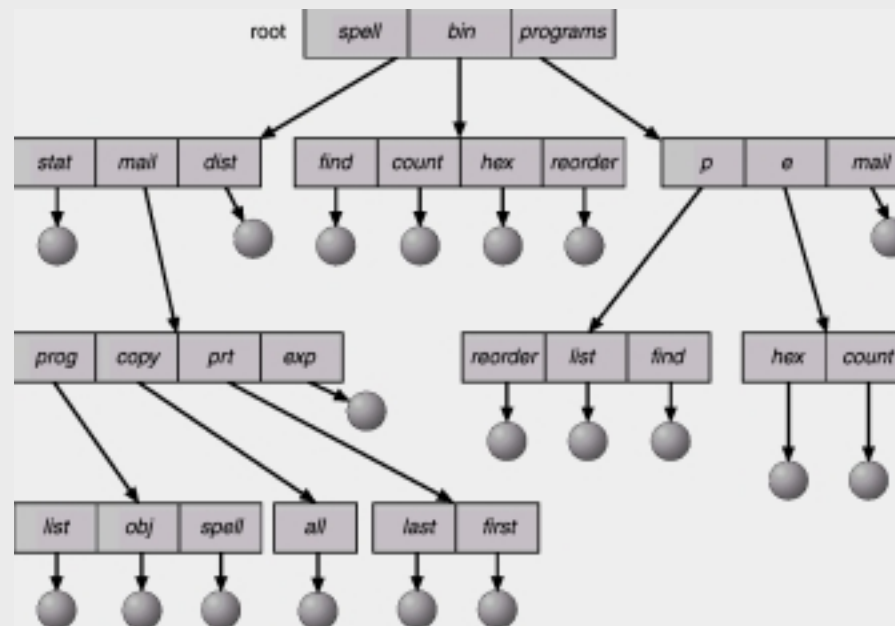 root spell bin programs
stat mail dist find count hex reorder p e mail
prog copy prt exp reorder list find hex count
list obj spell all last first